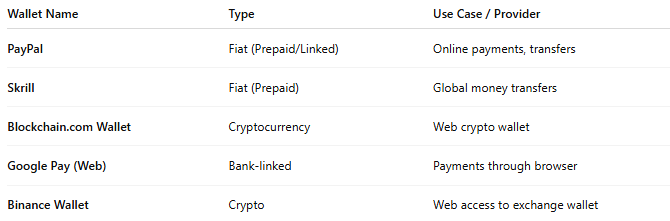 Wallet Name Type Use Case / Provider
PayPal Fiat (Prepaid/Linked) Online payments, transfers
Skrill Fiat (Prepaid) Global money transfers
Blockchain.com Wallet Cryptocurrency Web crypto wallet
Google Pay (Web) Bank-linked Payments through browser
Binance Wallet Crypto Web access to exchange wallet